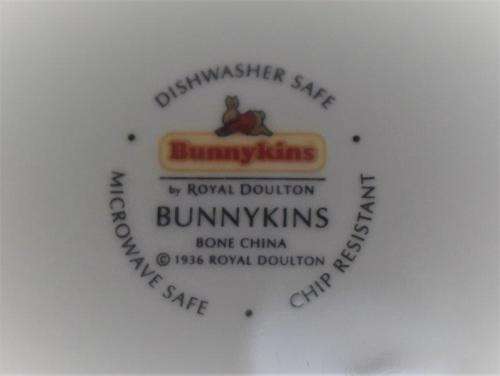 DISHWASHER SAFE
Bunnykins
by ROYAL DOULTON
BUNNYKINS
BONE CHINA
© 1936 ROYAL DOULTON
MICROWAVE SAFE
CHIP RESISTANT